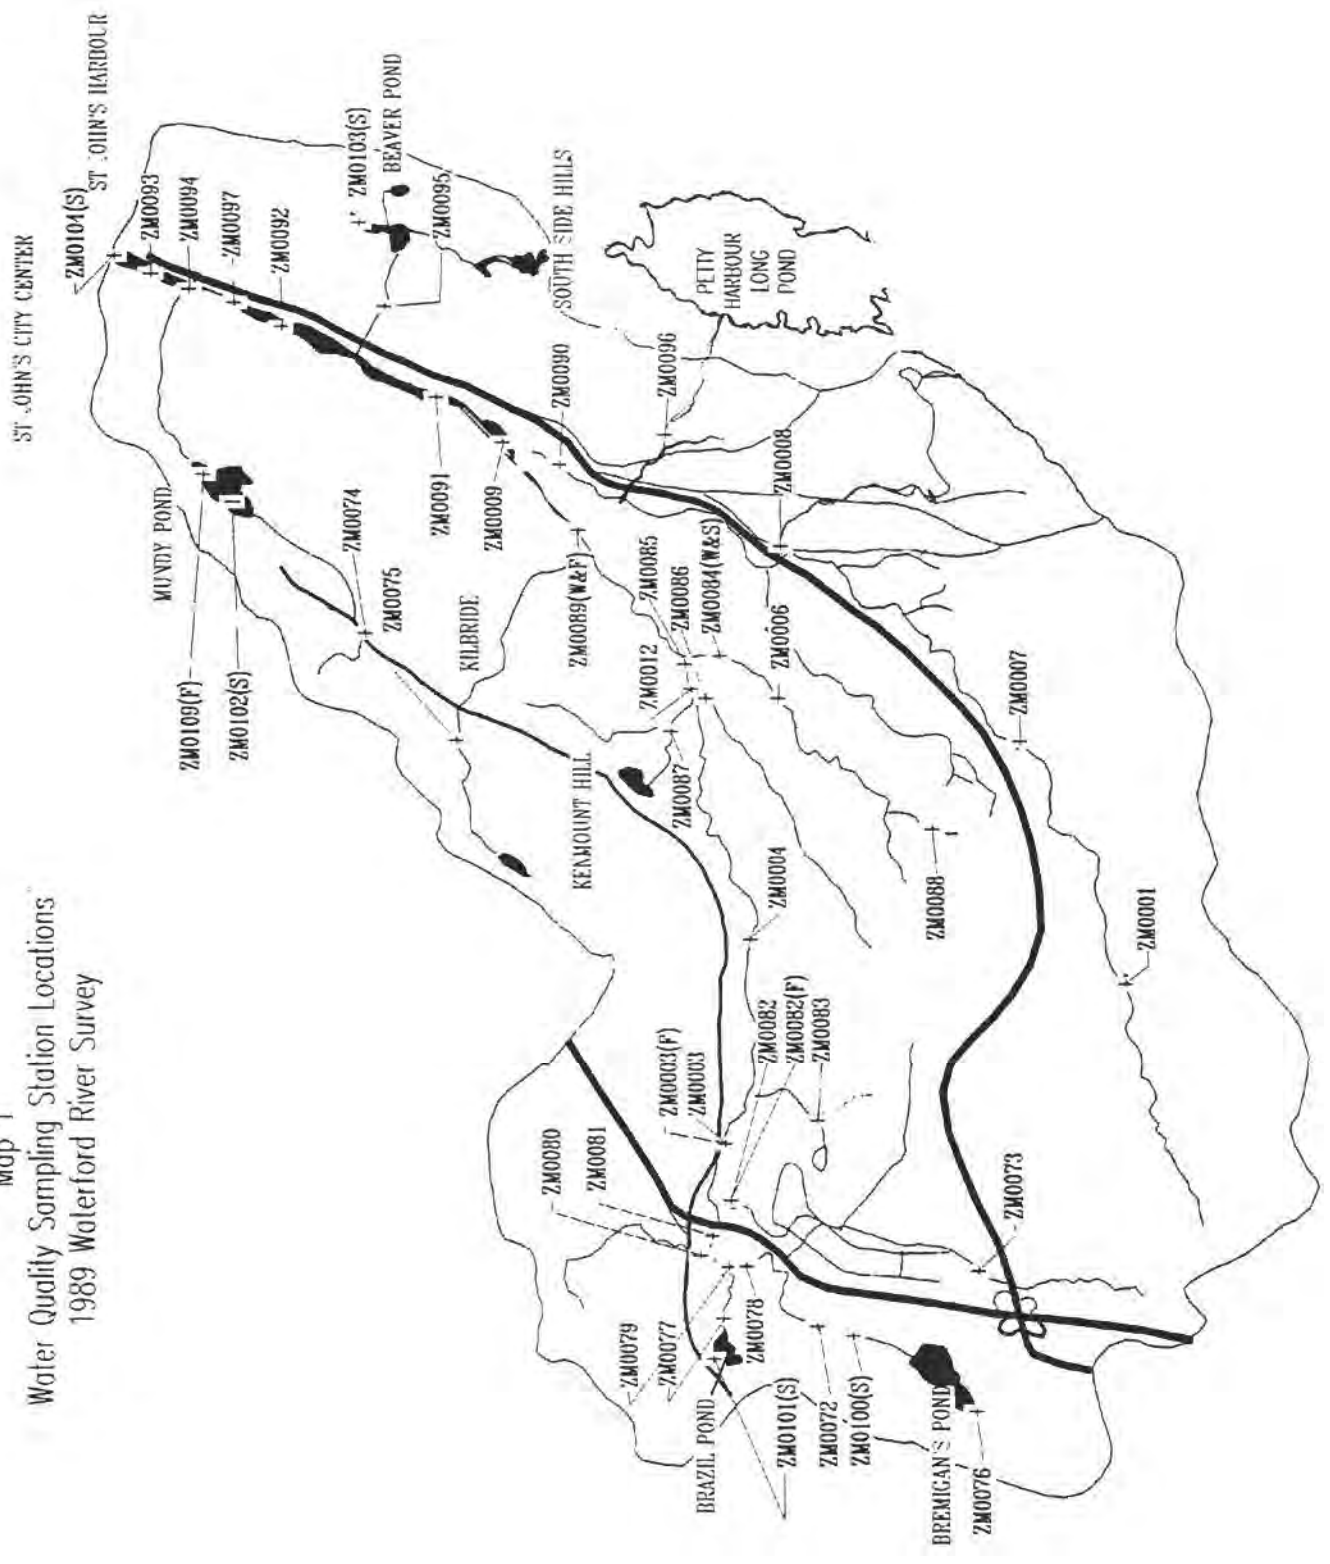 Map 1
Water Quality Sampling Station Locations
1989 Waterford River Survey
ST JOHN'S CITY CENTER
ST JOHN'S HARBOUR
ZM0104(S)
ZM0093
ZM0094
ZM0097
ZM0092
ZM0103(S)
BEAVER POND
ZM0095
SOUTH SIDE HILLS
PETTY
HARBOUR
LONG
POND
MUNDY POND
ZM0109(F)
ZM0102(S)
ZM0074
ZM0075
ZM0091
ZM0009
ZM0090
ZM0096
KILBRIDE
ZM0089(W&F)
ZM0085
ZM0086
ZM0084(W&S)
ZM0008
ZM0012
ZM0006
ZM0007
KENMOUNT HILL
ZM0087
ZM0004
ZM0088
ZM0001
ZM0003(F)
ZM0003
ZM0082
ZM0082(F)
ZM0083
ZM0080
ZM0081
ZM0073
ZM0079
ZM0077
ZM0078
BRAZIL POND
ZM0101(S)
ZM0072
ZM0100(S)
BREMIGAN'S POND
ZM0076